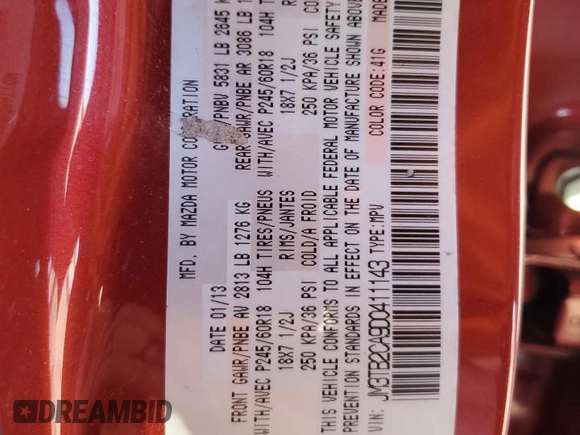 MFD. BY MAZDA MOTOR CORPORATION
DATE 01/13
/PNBV 5831 LB 2645
FRONT GAWR/PNBE AV 2813 LB 1276 KG
REAR GAWR/PNBE AR 3086 LB
WITH/AVEC P245/60R18 104H TIRES/PNEUS
WITH/AVEC P245/60R18 104H
18X7 1/2J RIMS/JANTES
18X7 1/2J
250 KPA/36 PSI COLD/A FROID
250 KPA/36 PSI
THIS VEHICLE CONFORMS TO ALL APPLICABLE FEDERAL MOTOR VEHICLE SAFETY
PREVENTION STANDARDS IN EFFECT ON THE DATE OF MANUFACTURE SHOWN ABOVE
VIN: JM3TB2CA9D0411143 TYPE: MPV
COLOR CODE: 41G MADE
DREAMBID